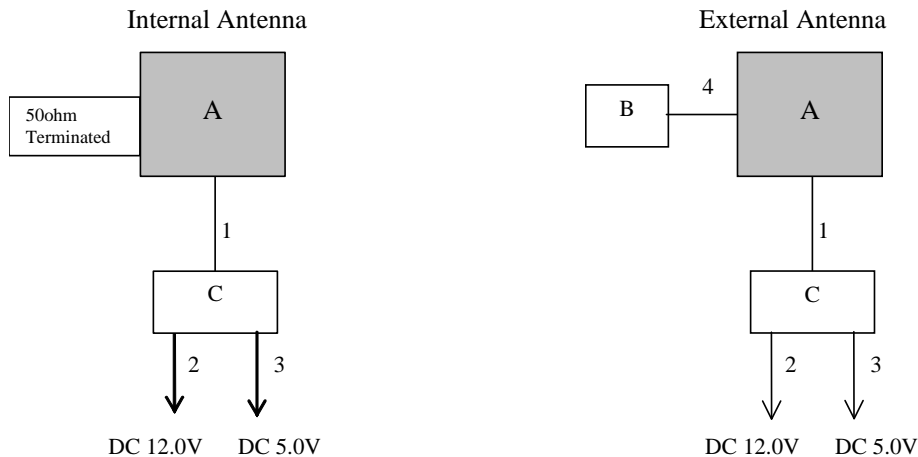 Internal Antenna
50ohm
Terminated
A
1
C
2
3
DC 12.0V
DC 5.0V
External Antenna
B
4
A
1
C
2
3
DC 12.0V
DC 5.0V